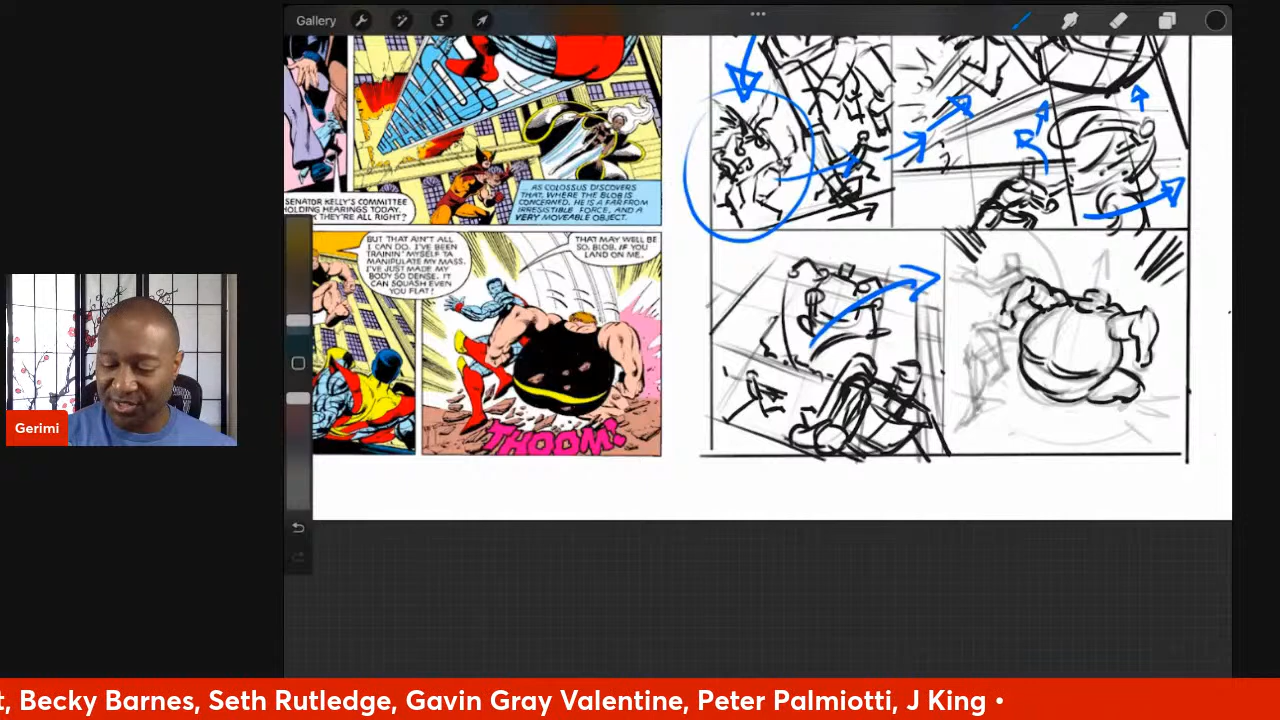 Gallery
WHAMMO!
SENATOR KELLY'S COMMITTEE
HOLDING HEARINGS TODAY.
THEY'RE ALL RIGHT?
...AS COLOSSUS DISCOVERS
THAT, WHERE THE BLOB IS
CONCERNED, HE IS A FAR FROM
IRRESISTIBLE FORCE, AND A
VERY MOVEABLE OBJECT.
BUT THAT AIN'T ALL
I CAN DO. I'VE BEEN
TRAININ' MYSELF TA
MANIPULATE MY MASS.
I'VE JUST MADE MY
BODY SO DENSE, IT
CAN SQUASH EVEN
YOU FLAT!
THAT MAY WELL BE
SO, BLOB. IF YOU
LAND ON ME.
THOOM!
Gerimi
t, Becky Barnes, Seth Rutledge, Gavin Gray Valentine, Peter Palmiotti, J King •